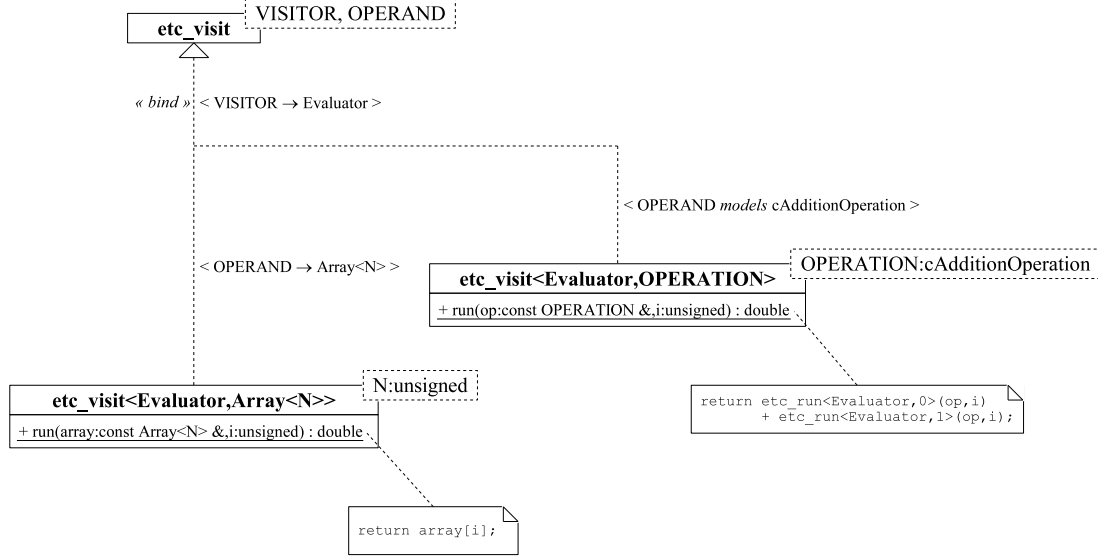 VISITOR, OPERAND
etc_visit
« bind » < VISITOR → Evaluator >
< OPERAND models cAdditionOperation >
< OPERAND → Array<N> >
OPERATION:cAdditionOperation
etc_visit<Evaluator,OPERATION>
+ run(op:const OPERATION &,i:unsigned) : double
N:unsigned
etc_visit<Evaluator,Array<N>>
+ run(array:const Array<N> &,i:unsigned) : double
return etc_run<Evaluator,0>(op,i)
+ etc_run<Evaluator,1>(op,i);
return array[i];